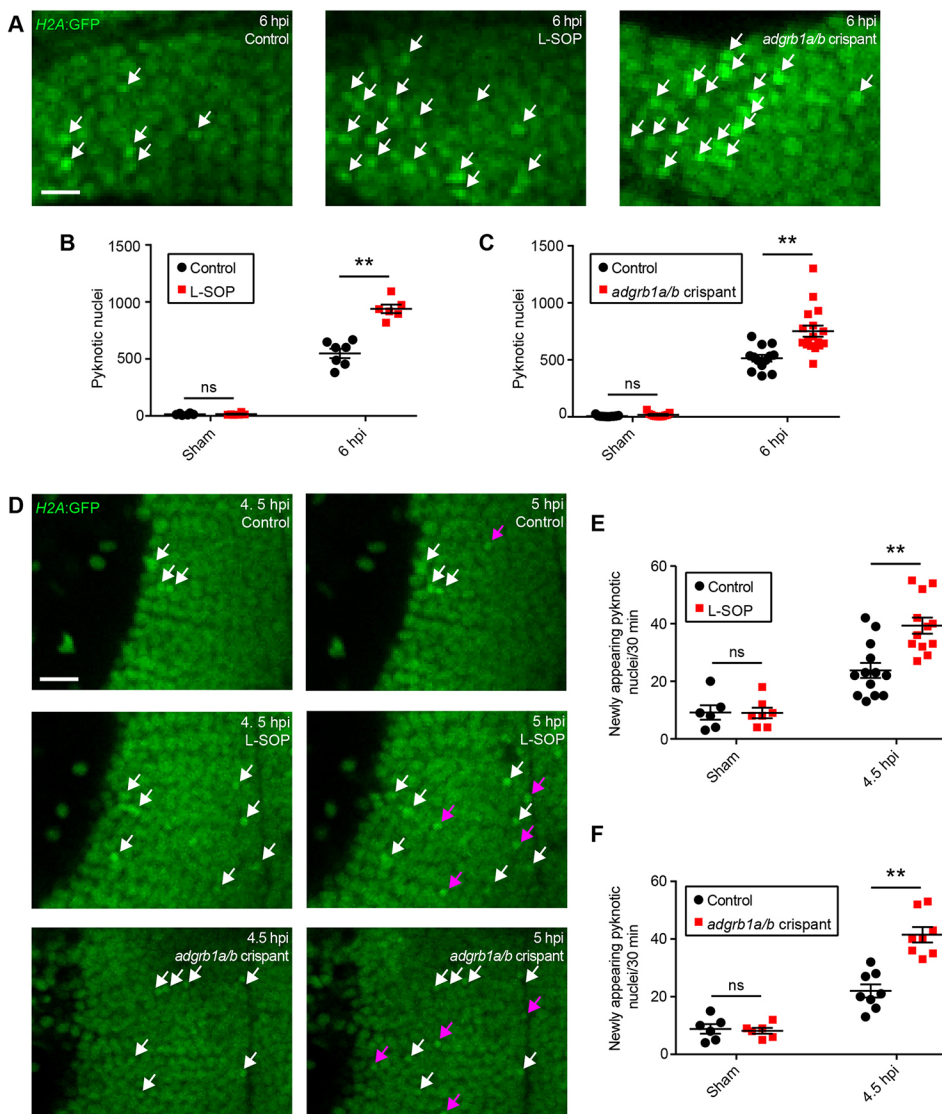 A
H2A:GFP
6 hpi
Control
6 hpi
L-SOP
6 hpi
adgrb1a/b crispant
B
Pyknotic nuclei
1500
1000
500
0
Control
L-SOP
ns
**
Sham
6 hpi
C
Pyknotic nuclei
1500
1000
500
0
Control
adgrb1a/b crispant
ns
**
Sham
6 hpi
D
H2A:GFP
4. 5 hpi
Control
5 hpi
Control
4. 5 hpi
L-SOP
5 hpi
L-SOP
4.5 hpi
adgrb1a/b crispant
5 hpi
adgrb1a/b crispant
E
Newly appearing pyknotic
nuclei/30 min
60
40
20
0
Control
L-SOP
ns
**
Sham
4.5 hpi
F
Newly appearing pyknotic
nuclei/30 min
60
40
20
0
Control
adgrb1a/b crispant
ns
**
Sham
4.5 hpi